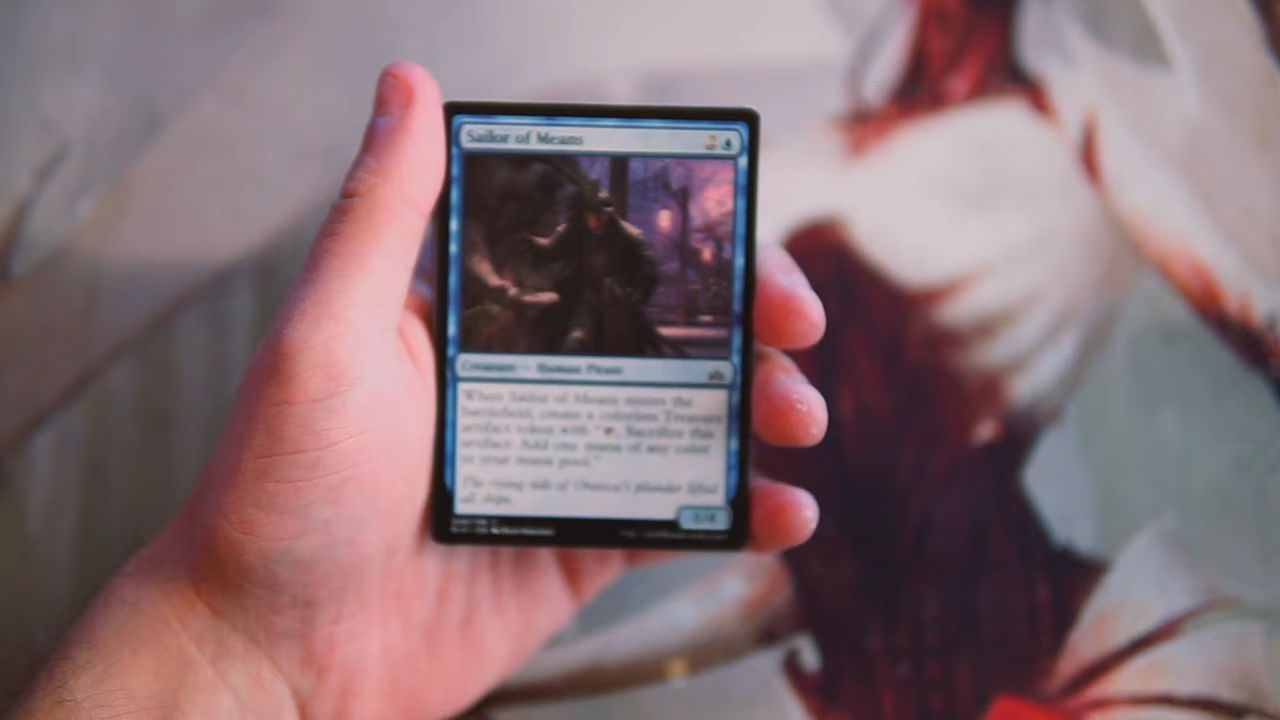 Sailor of Means
2
Creature — Human Pirate
When Sailor of Means enters the
battlefield, create a colorless Treasure
artifact token with “, Sacrifice this
artifact: Add one mana of any color
to your mana pool.”
The rising tide of Orazca's plunder lifted
all ships.
1/4